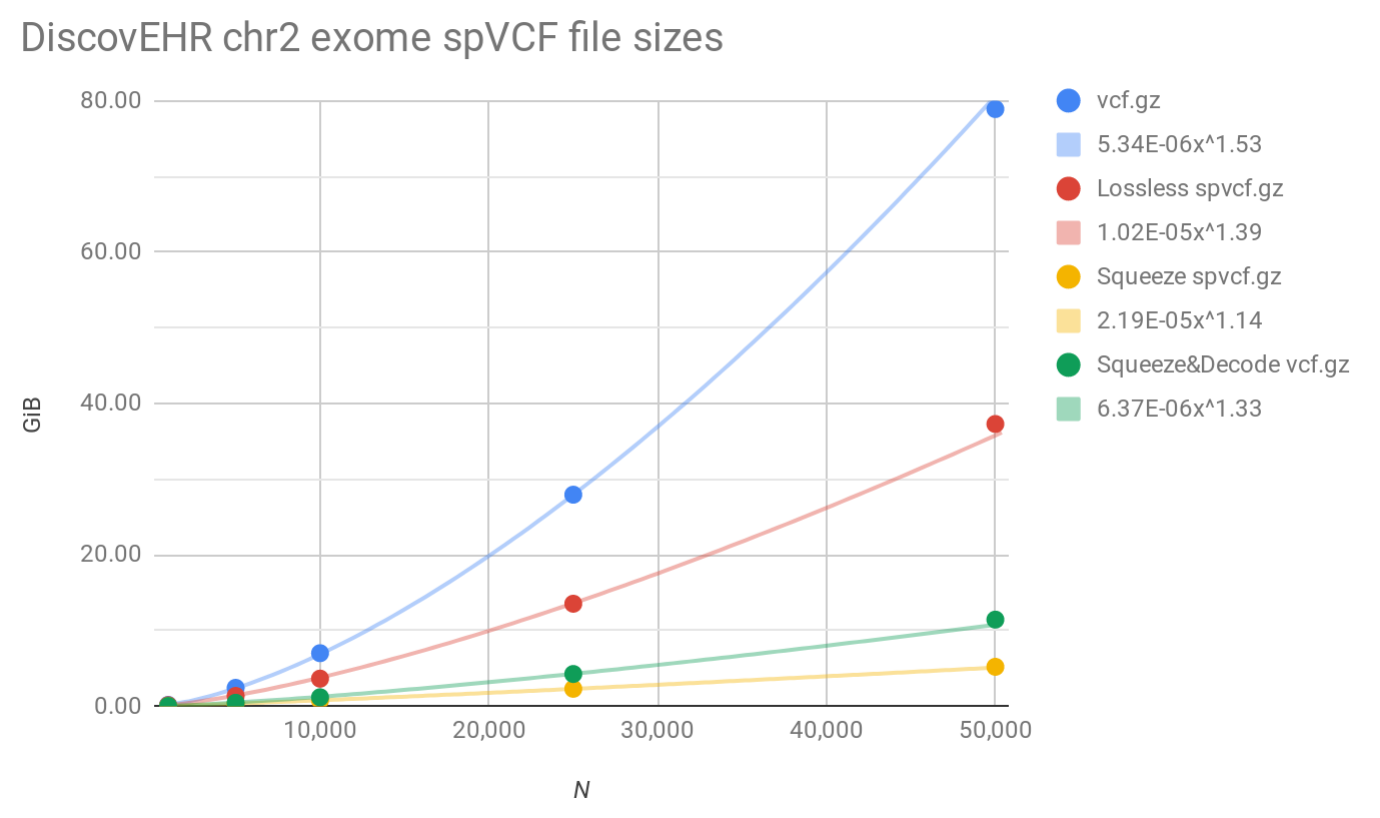 DiscovEHR chr2 exome spVCF file sizes
80.00
60.00
40.00
20.00
0.00
GiB
10,000
20,000
30,000
40,000
50,000
N
vcf.gz
5.34E-06x^1.53
Lossless spvcf.gz
1.02E-05x^1.39
Squeeze spvcf.gz
2.19E-05x^1.14
Squeeze&Decode vcf.gz
6.37E-06x^1.33